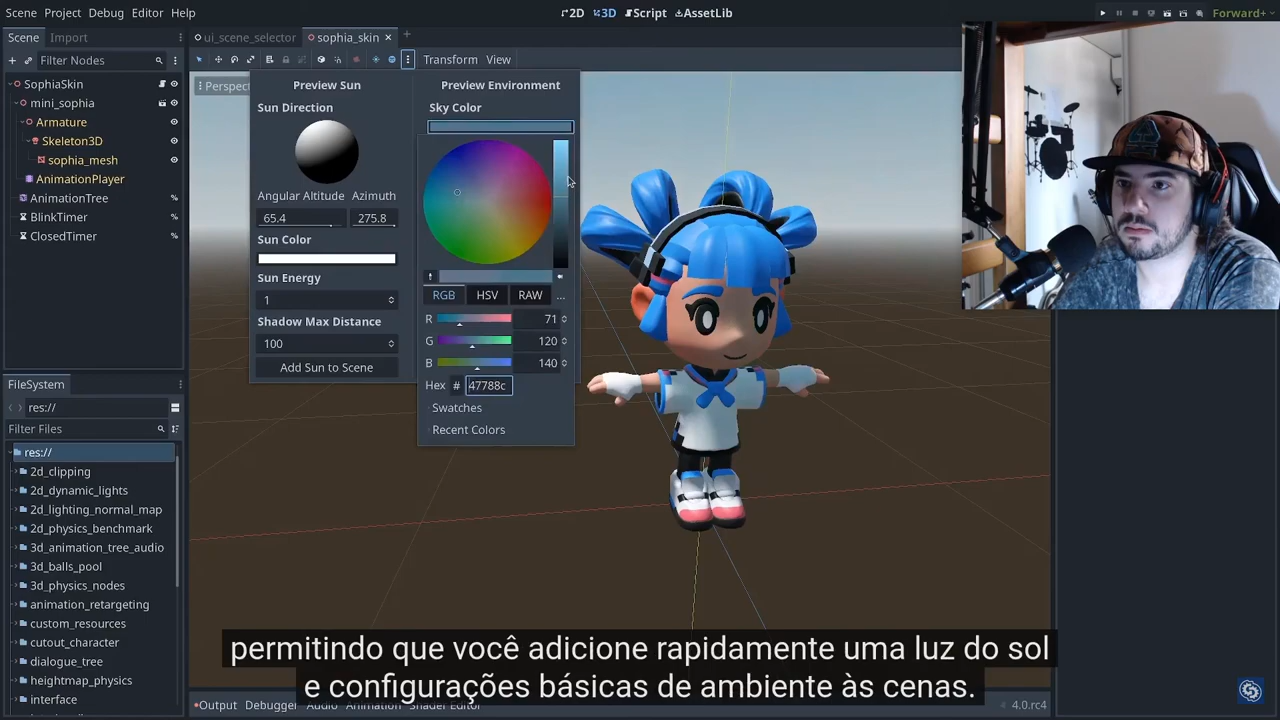 Scene Project Debug Editor Help
2D 3D Script AssetLib
Forward+
Scene Import
ui_scene_selector sophia_skin
Filter Nodes
Transform View
SophiaSkin
mini_sophia
Armature
Skeleton3D
sophia_mesh
AnimationPlayer
AnimationTree
BlinkTimer
ClosedTimer
Perspect
Preview Sun
Sun Direction
Angular Altitude Azimuth
65.4 275.8
Sun Color
Sun Energy
1
Shadow Max Distance
100
Add Sun to Scene
Preview Environment
Sky Color
RGB HSV RAW ...
R 71
G 120
B 140
Hex # 47788c
Swatches
Recent Colors
FileSystem
res://
Filter Files
res://
2d_clipping
2d_dynamic_lights
2d_lighting_normal_map
2d_physics_benchmark
3d_animation_tree_audio
3d_balls_pool
3d_physics_nodes
animation_retargeting
custom_resources
cutout_character
dialogue_tree
heightmap_physics
interface
permitindo que você adicione rapidamente uma luz do sol
e configurações básicas de ambiente às cenas.
Output Debugger Audio Animation Shader Editor
4.0.rc4